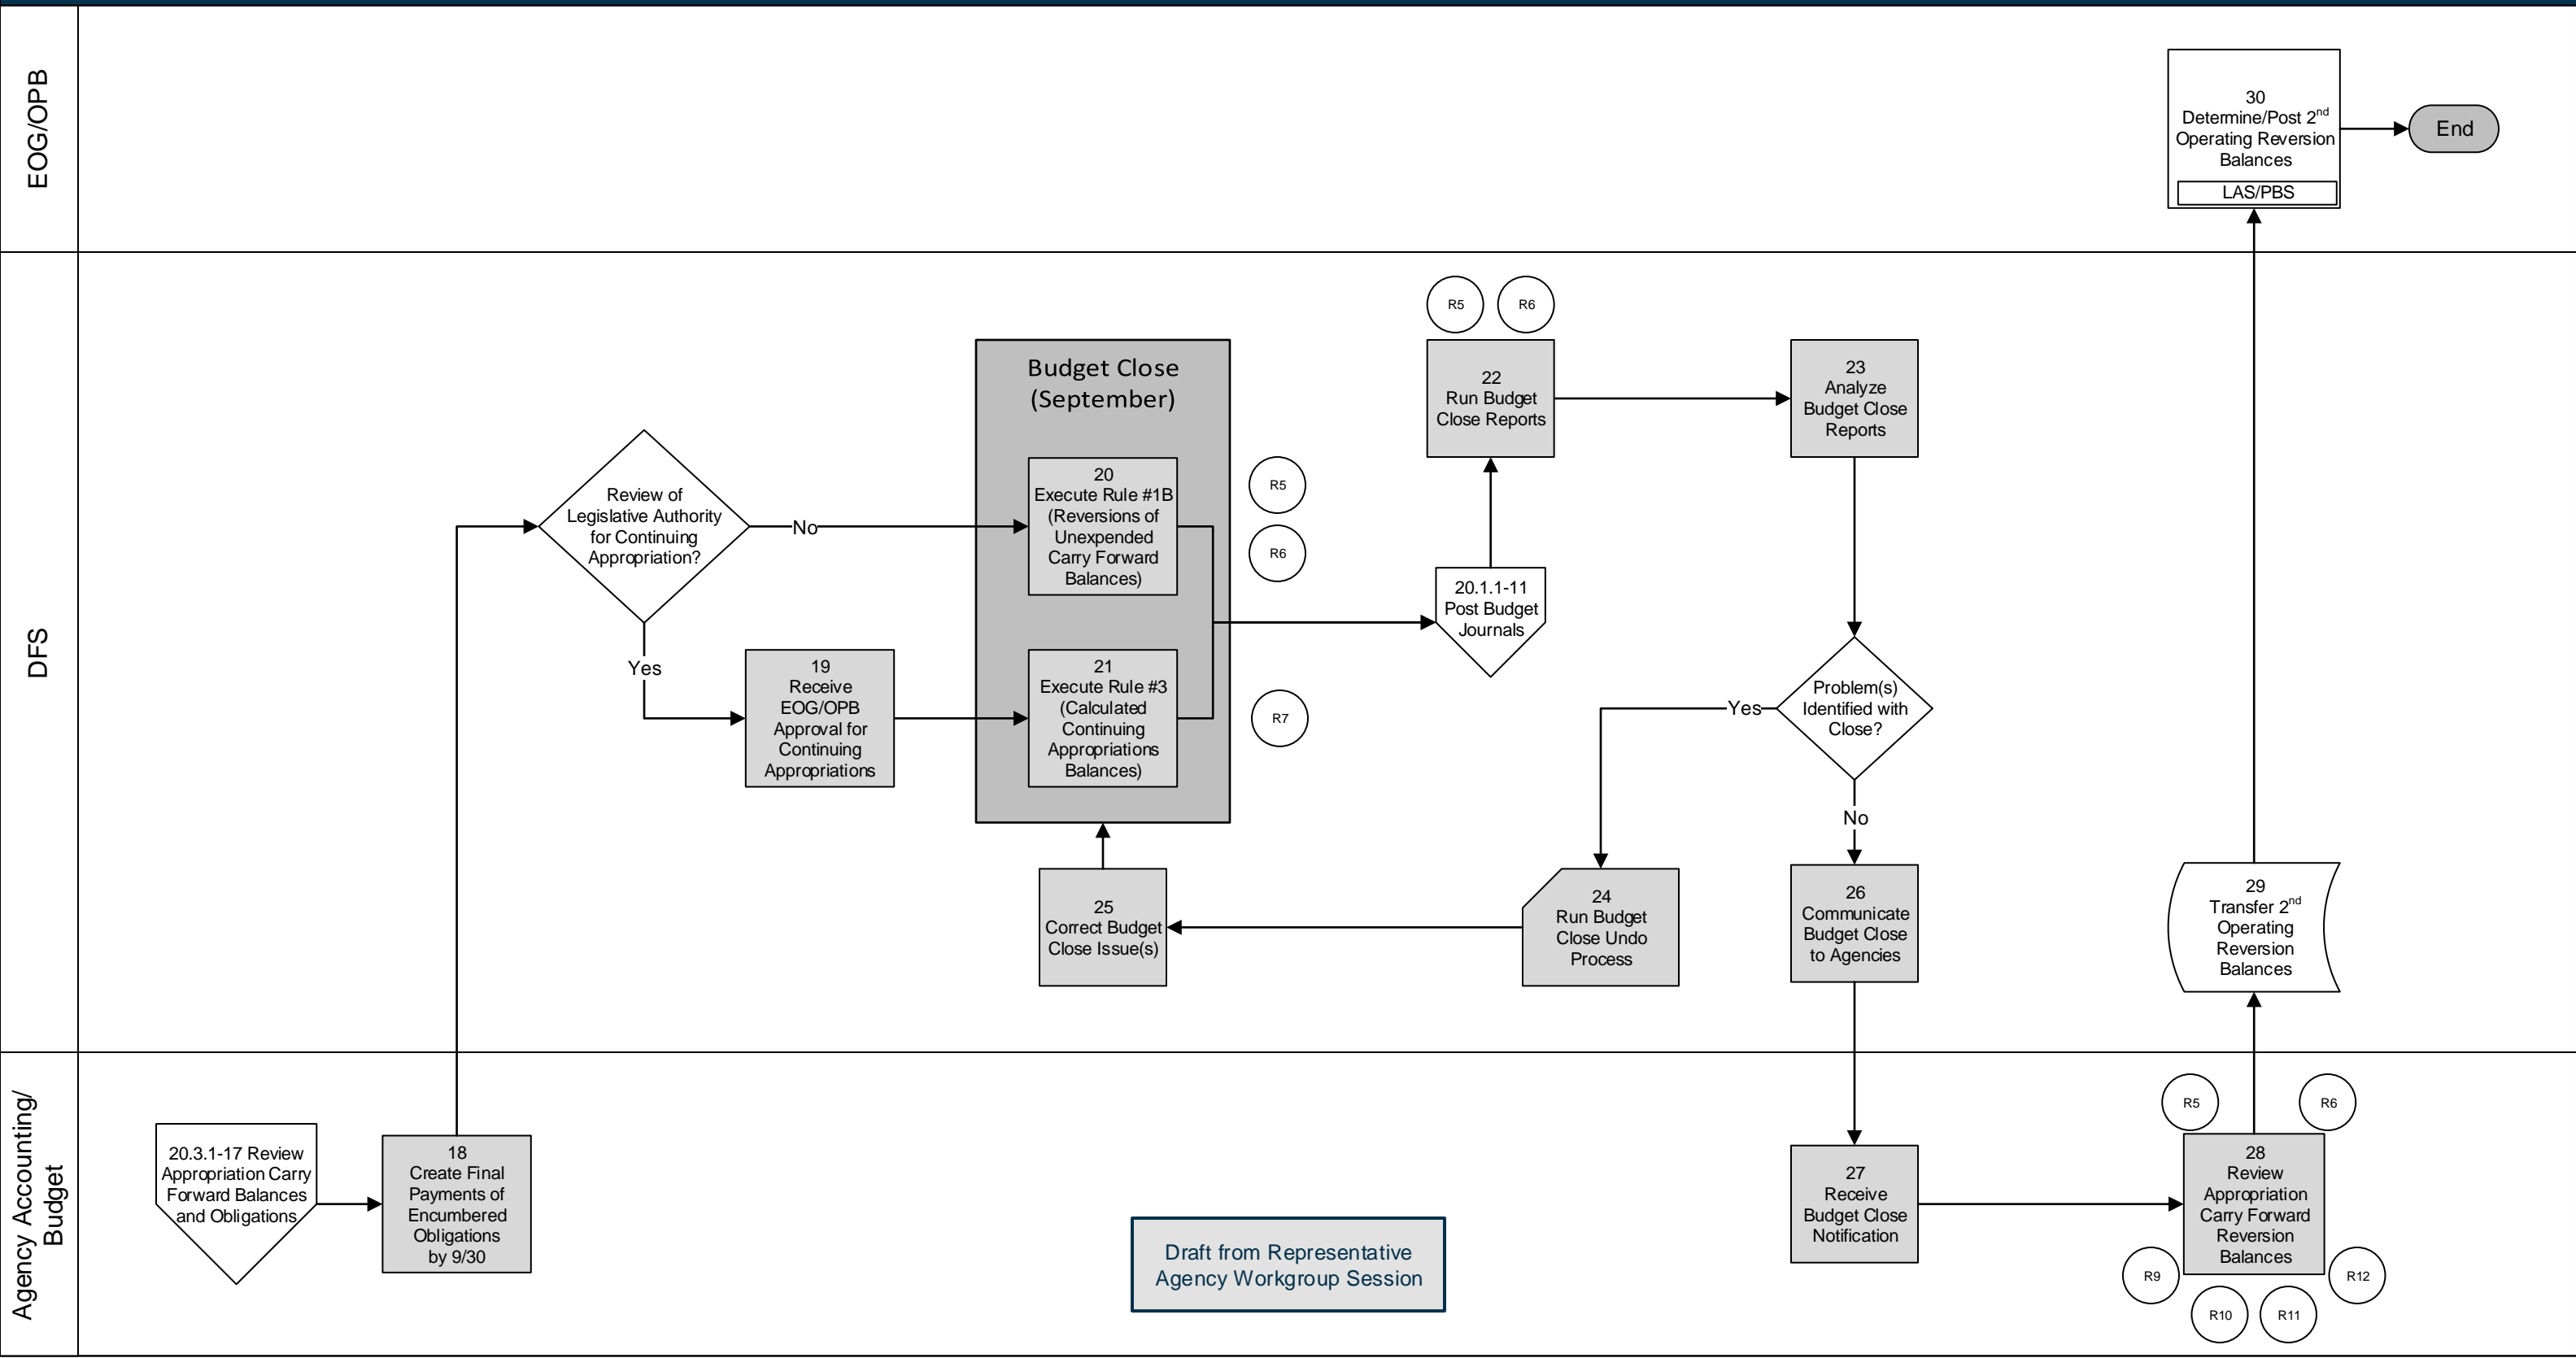 EOG/OPB
30
Determine/Post 2nd
Operating Reversion
Balances
LAS/PBS
End
DFS
Review of
Legislative Authority
for Continuing
Appropriation?
No
Yes
19
Receive
EOG/OPB
Approval for
Continuing
Appropriations
Budget Close
(September)
20
Execute Rule #1B
(Reversions of
Unexpended
Carry Forward
Balances)
R5
R6
21
Execute Rule #3
(Calculated
Continuing
Appropriations
Balances)
R7
20.1.1-11
Post Budget
Journals
R5
R6
22
Run Budget
Close Reports
23
Analyze
Budget Close
Reports
Problem(s)
Identified with
Close?
Yes
No
24
Run Budget
Close Undo
Process
25
Correct Budget
Close Issue(s)
26
Communicate
Budget Close
to Agencies
29
Transfer 2nd
Operating
Reversion
Balances
Agency Accounting/
Budget
20.3.1-17 Review
Appropriation Carry
Forward Balances
and Obligations
18
Create Final
Payments of
Encumbered
Obligations
by 9/30
Draft from Representative
Agency Workgroup Session
27
Receive
Budget Close
Notification
R5
R6
28
Review
Appropriation
Carry Forward
Reversion
Balances
R9
R10
R11
R12